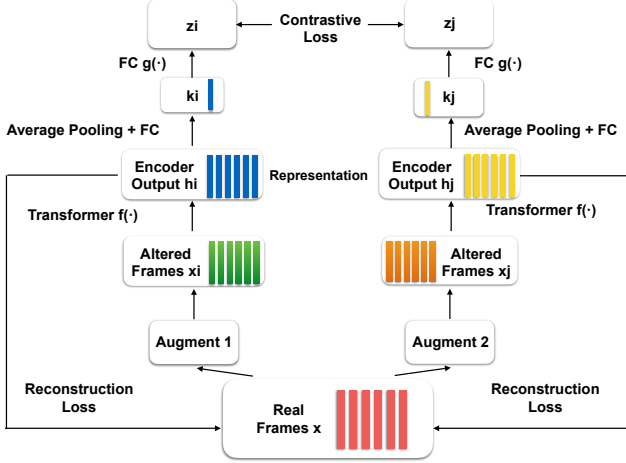 zi
Contrastive
Loss
zj
FC g(·)
FC g(·)
ki
kj
Average Pooling + FC
Average Pooling + FC
Encoder
Output hi
Representation
Encoder
Output hj
Transformer f(·)
Transformer f(·)
Altered
Frames xi
Altered
Frames xj
Augment 1
Augment 2
Reconstruction
Loss
Real
Frames x
Reconstruction
Loss